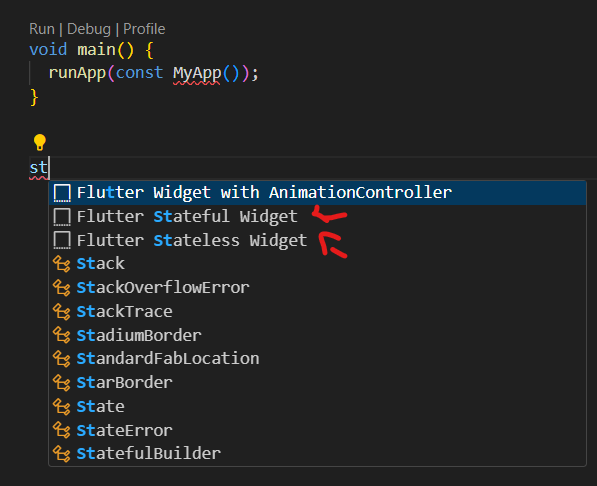 Run | Debug | Profile
void main() {
  runApp(const MyApp());
}
st
Flutter Widget with AnimationController
Flutter Stateful Widget
Flutter Stateless Widget
Stack
StackOverflowError
StackTrace
StadiumBorder
StandardFabLocation
StarBorder
State
StateError
StatefulBuilder